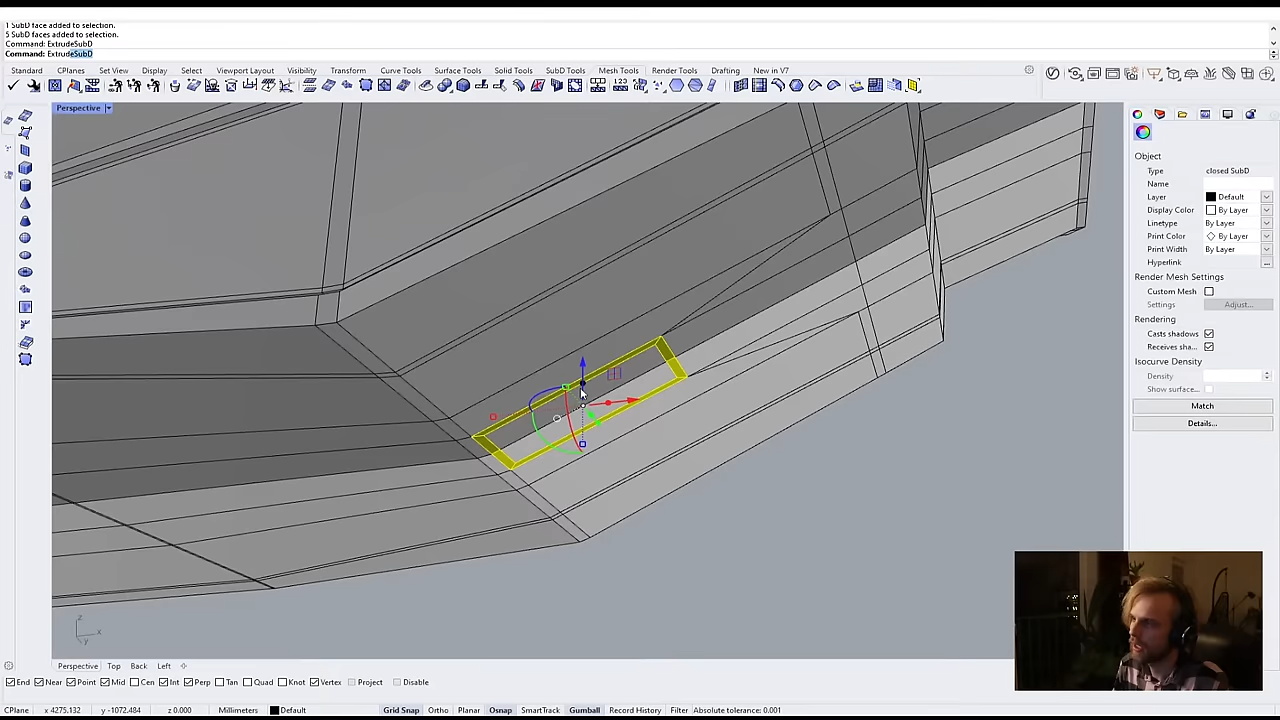 1 SubD face added to selection.
5 SubD faces added to selection.
Command: ExtrudeSubD
Command: ExtrudeSubD
Standard CPlanes Set View Display Select Viewport Layout Visibility Transform Curve Tools Surface Tools Solid Tools SubD Tools Mesh Tools Render Tools Drafting New in V7
Perspective
Object
Type closed SubD
Name
Layer Default
Display Color By Layer
Linetype By Layer
Print Color By Layer
Print Width By Layer
Hyperlink ...
Render Mesh Settings
Custom Mesh
Settings Adjust...
Rendering
Casts shadows
Receives sha...
Isocurve Density
Density
Show surface...
Match
Details...
z
x
y
Perspective Top Back Left
End Near Point Mid Cen Int Perp Tan Quad Knot Vertex Project Disable
CPlane x 4275.132 y -1072.484 z 0.000 Millimeters Default Grid Snap Ortho Planar Osnap SmartTrack Gumball Record History Filter Absolute tolerance: 0.001